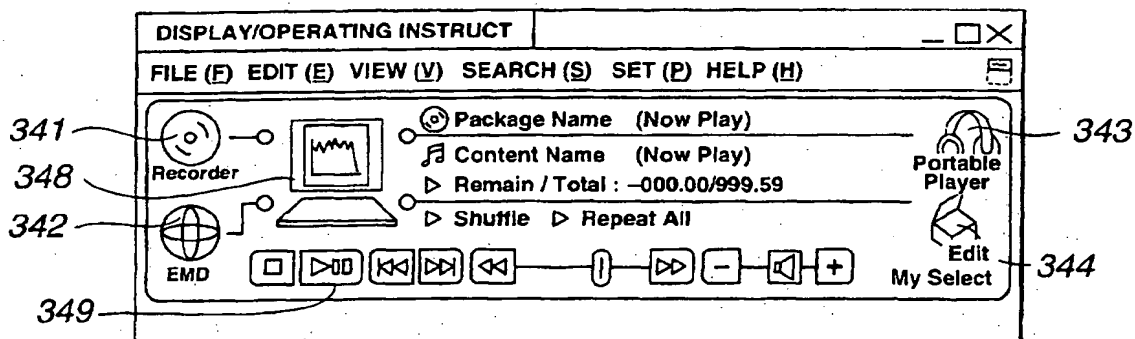 DISPLAY/OPERATING INSTRUCT
FILE (F) EDIT (E) VIEW (V) SEARCH (S) SET (P) HELP (H)
341
Recorder
348
342
EMD
349
Package Name (Now Play)
Content Name (Now Play)
Remain / Total : –000.00/999.59
Shuffle Repeat All
343
Portable
Player
Edit
My Select
344